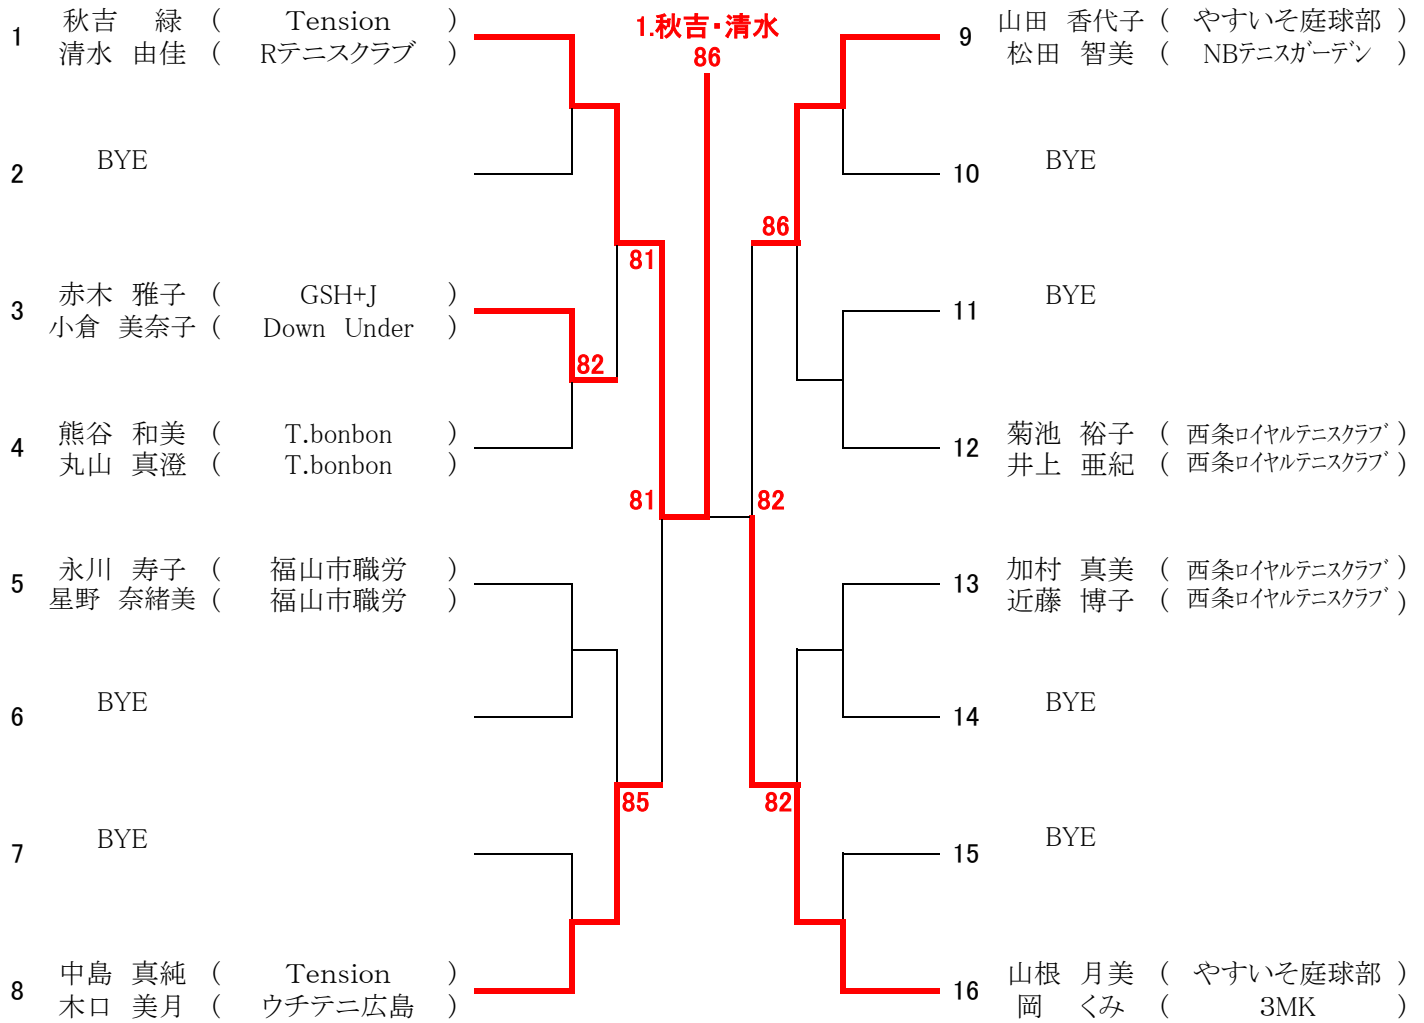 1.秋吉・清水
86
1 秋吉 緑 ( Tension )
清水 由佳 ( Rテニスクラブ )
2 BYE
81
3 赤木 雅子 ( GSH+J )
小倉 美奈子 ( Down Under )
82
4 熊谷 和美 ( T.bonbon )
丸山 真澄 ( T.bonbon )
81
5 永川 寿子 ( 福山市職労 )
星野 奈緒美 ( 福山市職労 )
6 BYE
85
7 BYE
8 中島 真純 ( Tension )
木口 美月 ( ウチテニ広島 )
9 山田 香代子 ( やすいそ庭球部 )
松田 智美 ( NBテニスガーデン )
10 BYE
86
11 BYE
12 菊池 裕子 ( 西条ロイヤルテニスクラブ )
井上 亜紀 ( 西条ロイヤルテニスクラブ )
82
13 加村 真美 ( 西条ロイヤルテニスクラブ )
近藤 博子 ( 西条ロイヤルテニスクラブ )
14 BYE
82
15 BYE
16 山根 月美 ( やすいそ庭球部 )
岡 くみ ( 3MK )